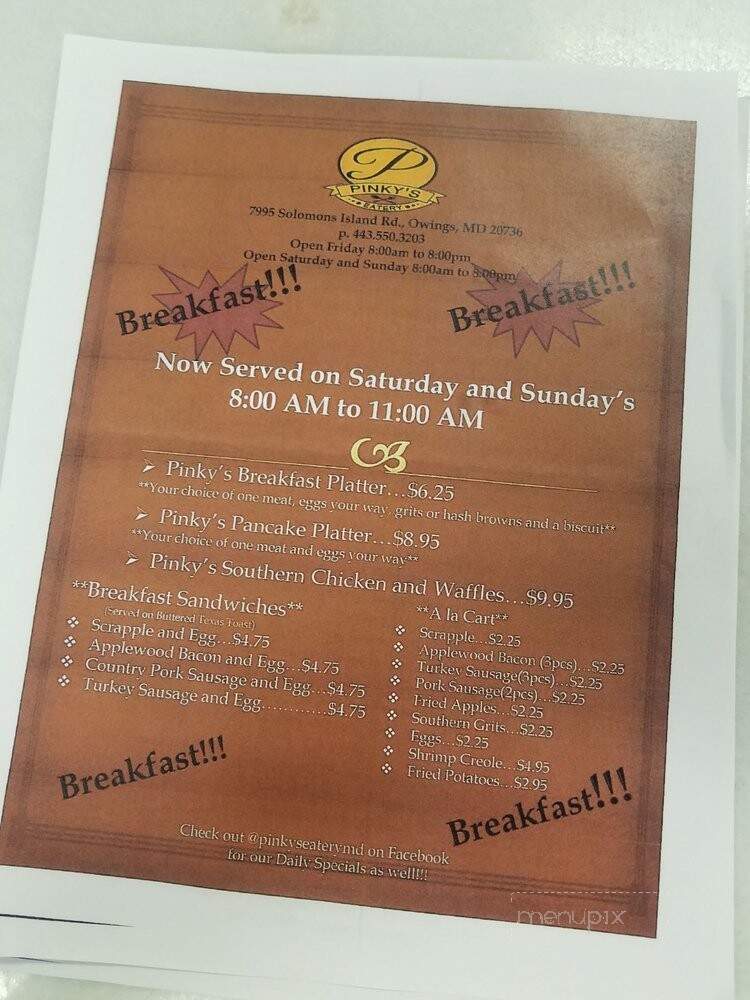 P
PINKY'S
EATERY
7995 Solomons Island Rd., Owings, MD 20736
p. 443.550.3203
Open Friday 8:00am to 8:00pm
Open Saturday and Sunday 8:00am to 8:00pm
Breakfast!!!
Breakfast!!!
Now Served on Saturday and Sunday's
8:00 AM to 11:00 AM
➢ Pinky's Breakfast Platter…$6.25
**Your choice of one meat, eggs your way, grits or hash browns and a biscuit**
➢ Pinky's Pancake Platter…$8.95
**Your choice of one meat and eggs your way**
➢ Pinky's Southern Chicken and Waffles…$9.95
**Breakfast Sandwiches**
(Served on Buttered Texas Toast)
❖ Scrapple and Egg…$4.75
❖ Applewood Bacon and Egg…$4.75
❖ Country Pork Sausage and Egg…$4.75
❖ Turkey Sausage and Egg…………$4.75
**A la Cart**
❖ Scrapple…$2.25
❖ Applewood Bacon (3pcs)…$2.25
❖ Turkey Sausage(3pcs)…$2.25
❖ Pork Sausage(2pcs)…$2.25
❖ Fried Apples…$2.25
❖ Southern Grits…$2.25
❖ Eggs…$2.25
❖ Shrimp Creole…$4.95
❖ Fried Potatoes…$2.95
Breakfast!!!
Breakfast!!!
Check out @pinkyseaterymd on Facebook
for our Daily Specials as well!!!
menupix